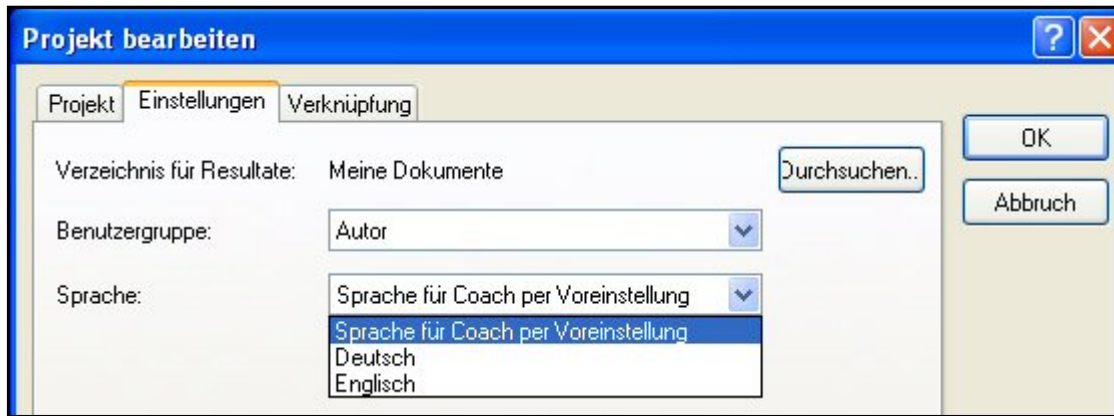 Projekt bearbeiten
Projekt Einstellungen Verknüpfung
OK
Verzeichnis für Resultate: Meine Dokumente Durchsuchen..
Abbruch
Benutzergruppe: Autor
Sprache: Sprache für Coach per Voreinstellung
Sprache für Coach per Voreinstellung
Deutsch
Englisch